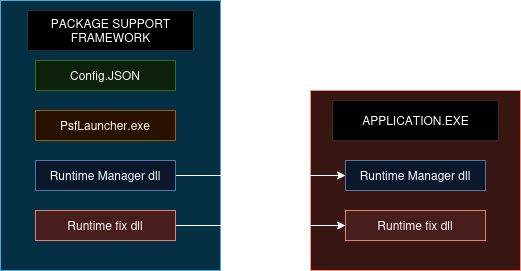 PACKAGE SUPPORT
FRAMEWORK
Config.JSON
PsfLauncher.exe
Runtime Manager dll
Runtime fix dll
APPLICATION.EXE
Runtime Manager dll
Runtime fix dll